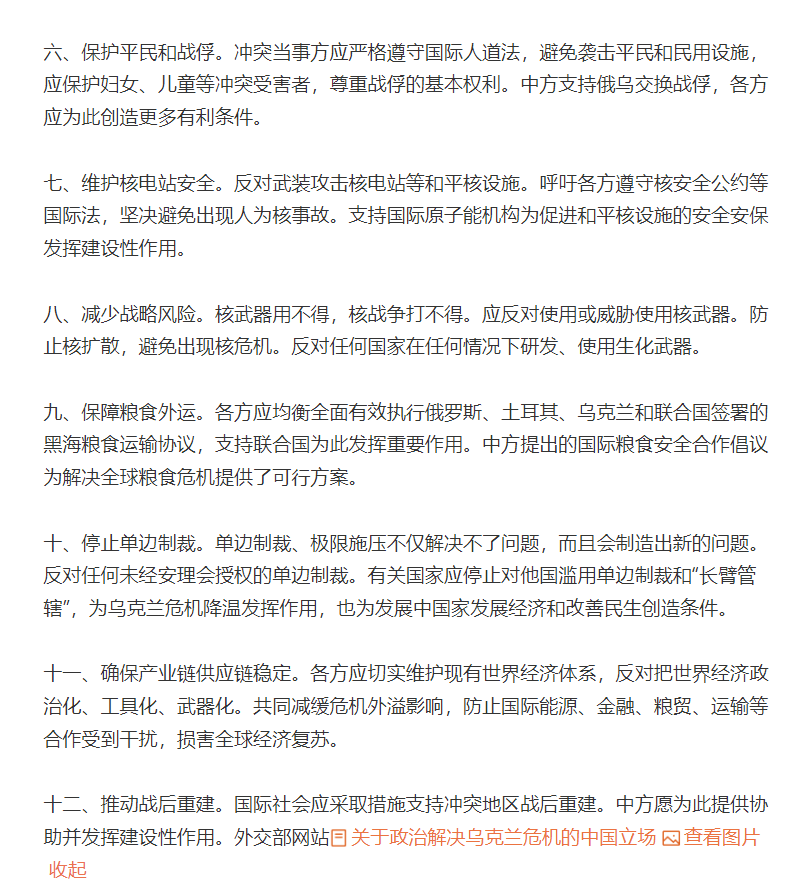 六、保护平民和战俘。冲突当事方应严格遵守国际人道法，避免袭击平民和民用设施，
应保护妇女、儿童等冲突受害者，尊重战俘的基本权利。中方支持俄乌交换战俘，各方
应为此创造更多有利条件。
七、维护核电站安全。反对武装攻击核电站等和平核设施。呼吁各方遵守核安全公约等
国际法，坚决避免出现人为核事故。支持国际原子能机构为促进和平核设施的安全安保
发挥建设性作用。
八、减少战略风险。核武器用不得，核战争打不得。应反对使用或威胁使用核武器。防
止核扩散，避免出现核危机。反对任何国家在任何情况下研发、使用生化武器。
九、保障粮食外运。各方应均衡全面有效执行俄罗斯、土耳其、乌克兰和联合国签署的
黑海粮食运输协议，支持联合国为此发挥重要作用。中方提出的国际粮食安全合作倡议
为解决全球粮食危机提供了可行方案。
十、停止单边制裁。单边制裁、极限施压不仅解决不了问题，而且会制造出新的问题。
反对任何未经安理会授权的单边制裁。有关国家应停止对他国滥用单边制裁和“长臂管
辖”，为乌克兰危机降温发挥作用，也为发展中国家发展经济和改善民生创造条件。
十一、确保产业链供应链稳定。各方应切实维护现有世界经济体系，反对把世界经济政
治化、工具化、武器化。共同减缓危机外溢影响，防止国际能源、金融、粮贸、运输等
合作受到干扰，损害全球经济复苏。
十二、推动战后重建。国际社会应采取措施支持冲突地区战后重建。中方愿为此提供协
助并发挥建设性作用。外交部网站关于政治解决乌克兰危机的中国立场 查看图片
收起